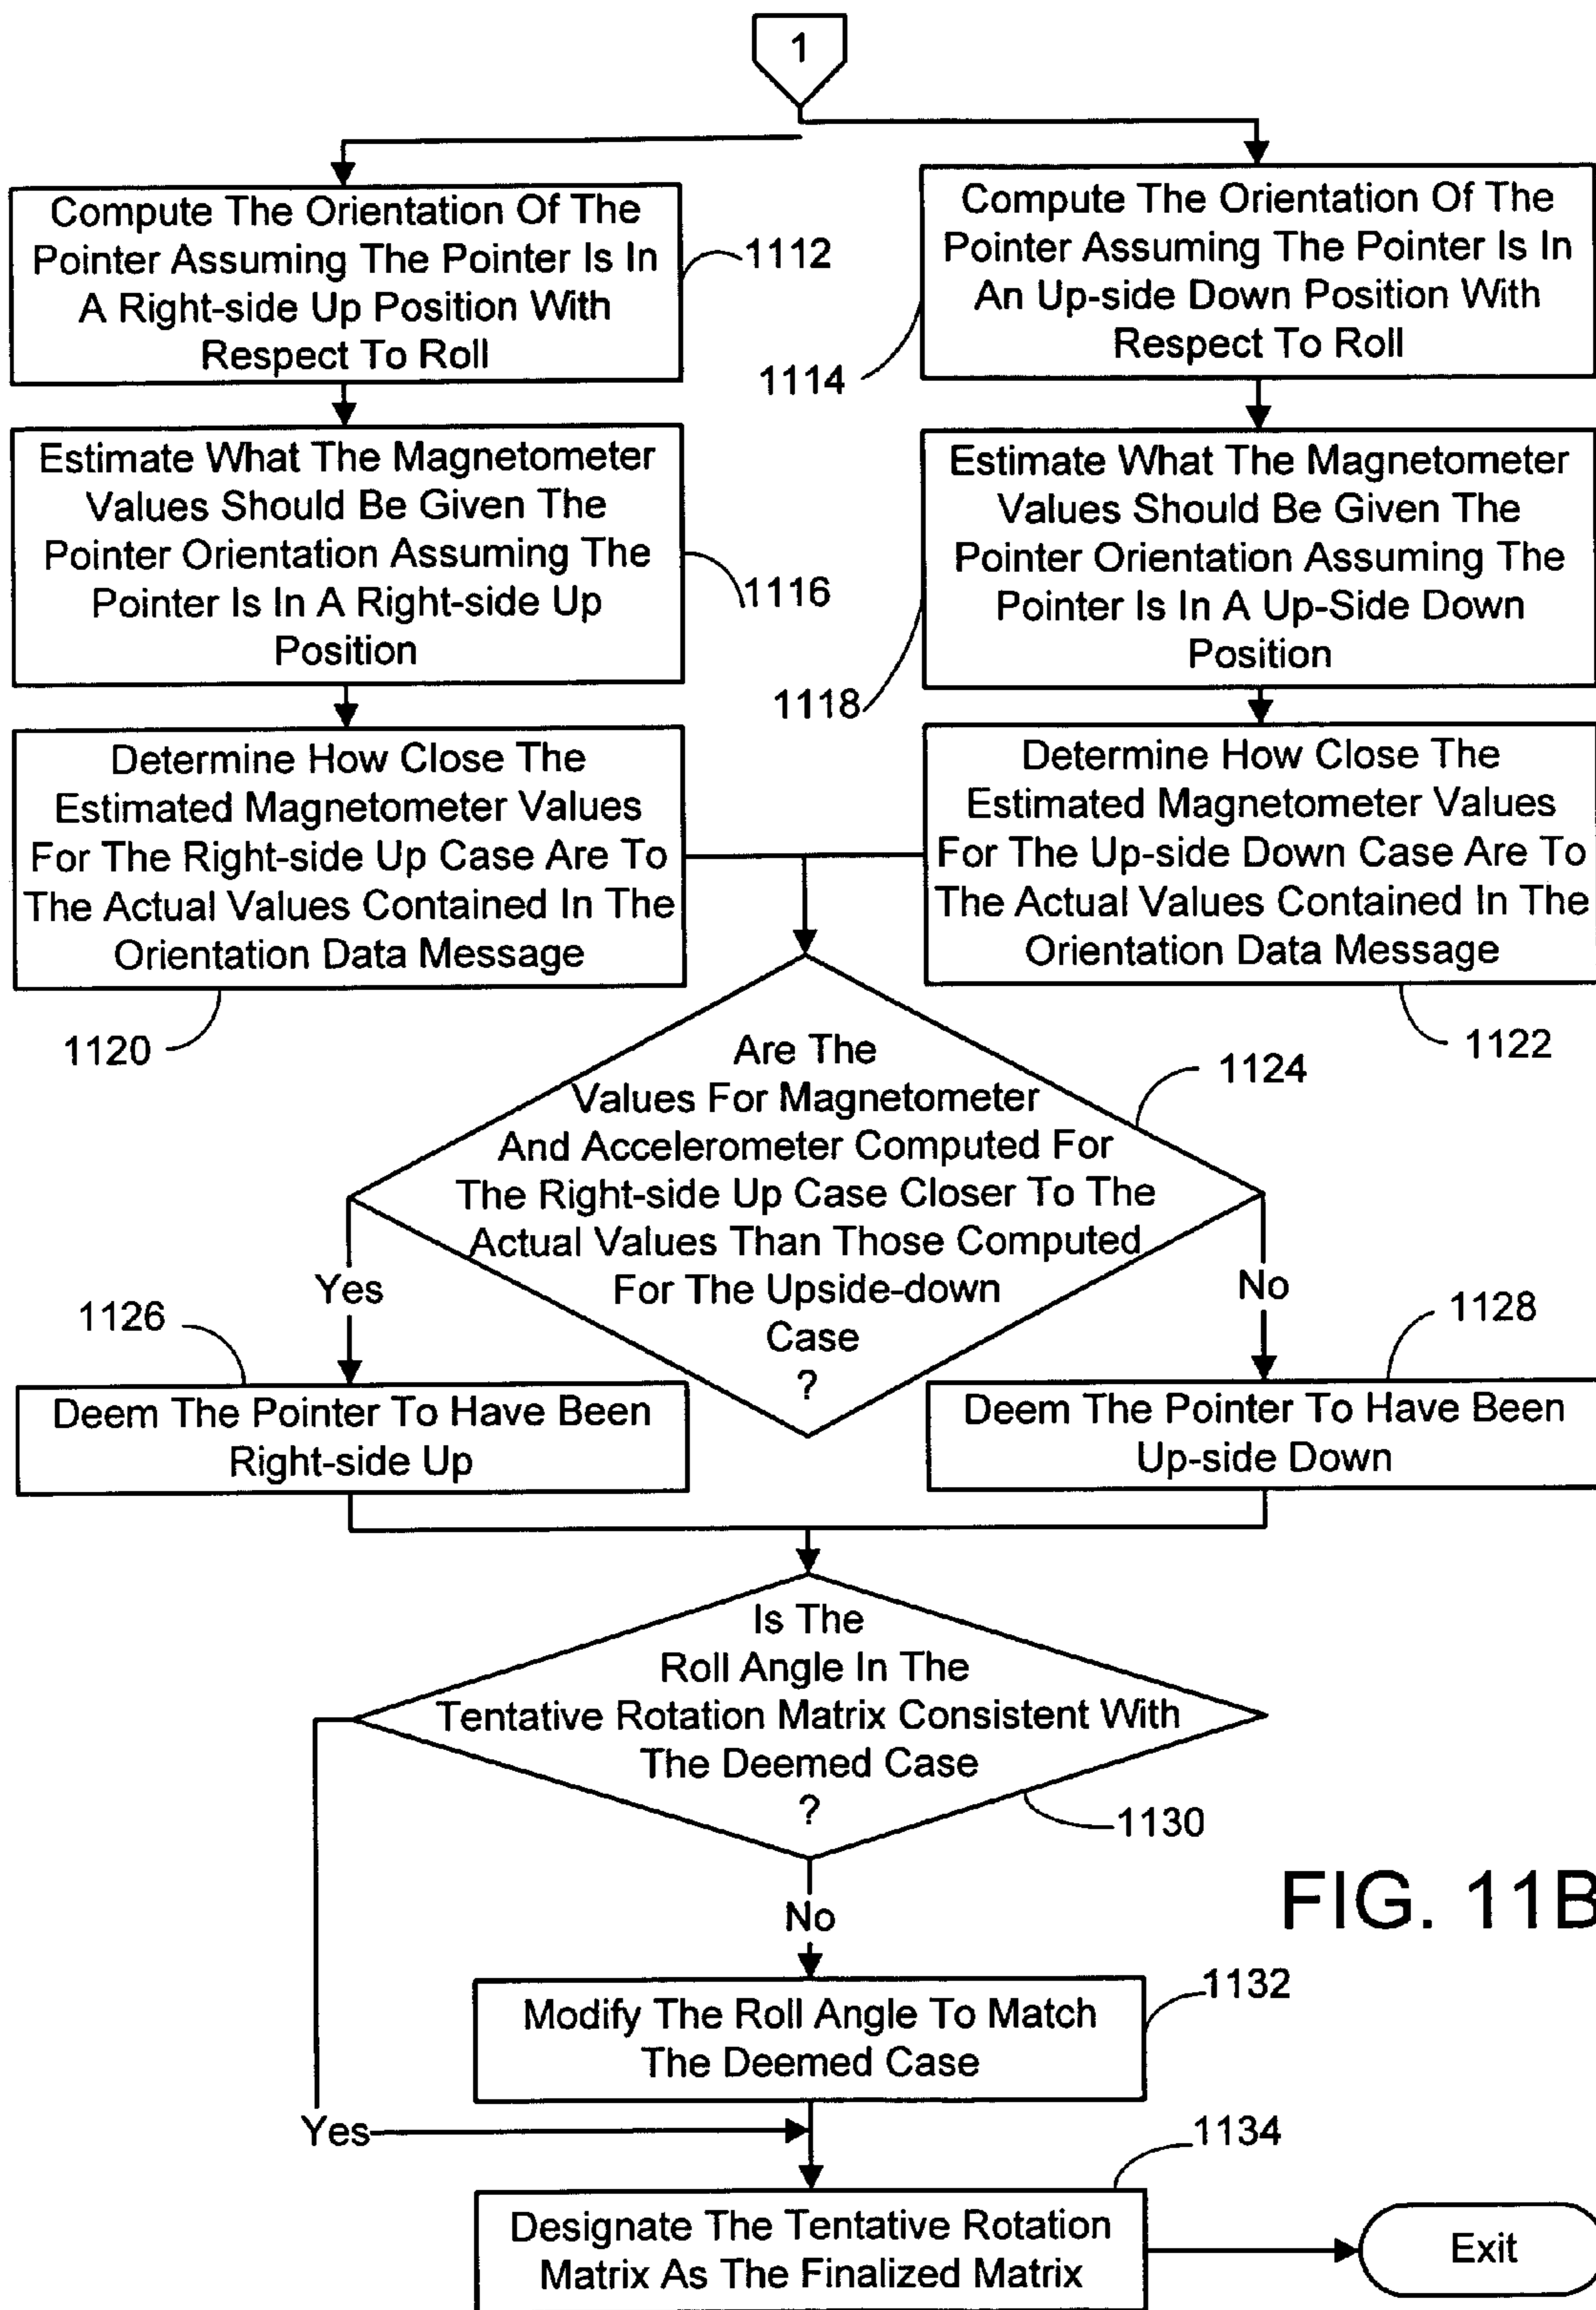 1
Compute The Orientation Of The
Pointer Assuming The Pointer Is In
A Right-side Up Position With
Respect To Roll
1112
Compute The Orientation Of The
Pointer Assuming The Pointer Is In
An Up-side Down Position With
Respect To Roll
1114
Estimate What The Magnetometer
Values Should Be Given The
Pointer Orientation Assuming The
Pointer Is In A Right-side Up
Position
1116
Estimate What The Magnetometer
Values Should Be Given The
Pointer Orientation Assuming The
Pointer Is In A Up-Side Down
Position
1118
Determine How Close The
Estimated Magnetometer Values
For The Right-side Up Case Are To
The Actual Values Contained In The
Orientation Data Message
1120
Determine How Close The
Estimated Magnetometer Values
For The Up-side Down Case Are To
The Actual Values Contained In The
Orientation Data Message
1122
Are The
Values For Magnetometer
And Accelerometer Computed For
The Right-side Up Case Closer To The
Actual Values Than Those Computed
For The Upside-down
Case
?
1124
Yes
No
1126
Deem The Pointer To Have Been
Right-side Up
1128
Deem The Pointer To Have Been
Up-side Down
Is The
Roll Angle In The
Tentative Rotation Matrix Consistent With
The Deemed Case
?
1130
No
FIG. 11B
Modify The Roll Angle To Match
The Deemed Case
1132
Yes
1134
Designate The Tentative Rotation
Matrix As The Finalized Matrix
Exit